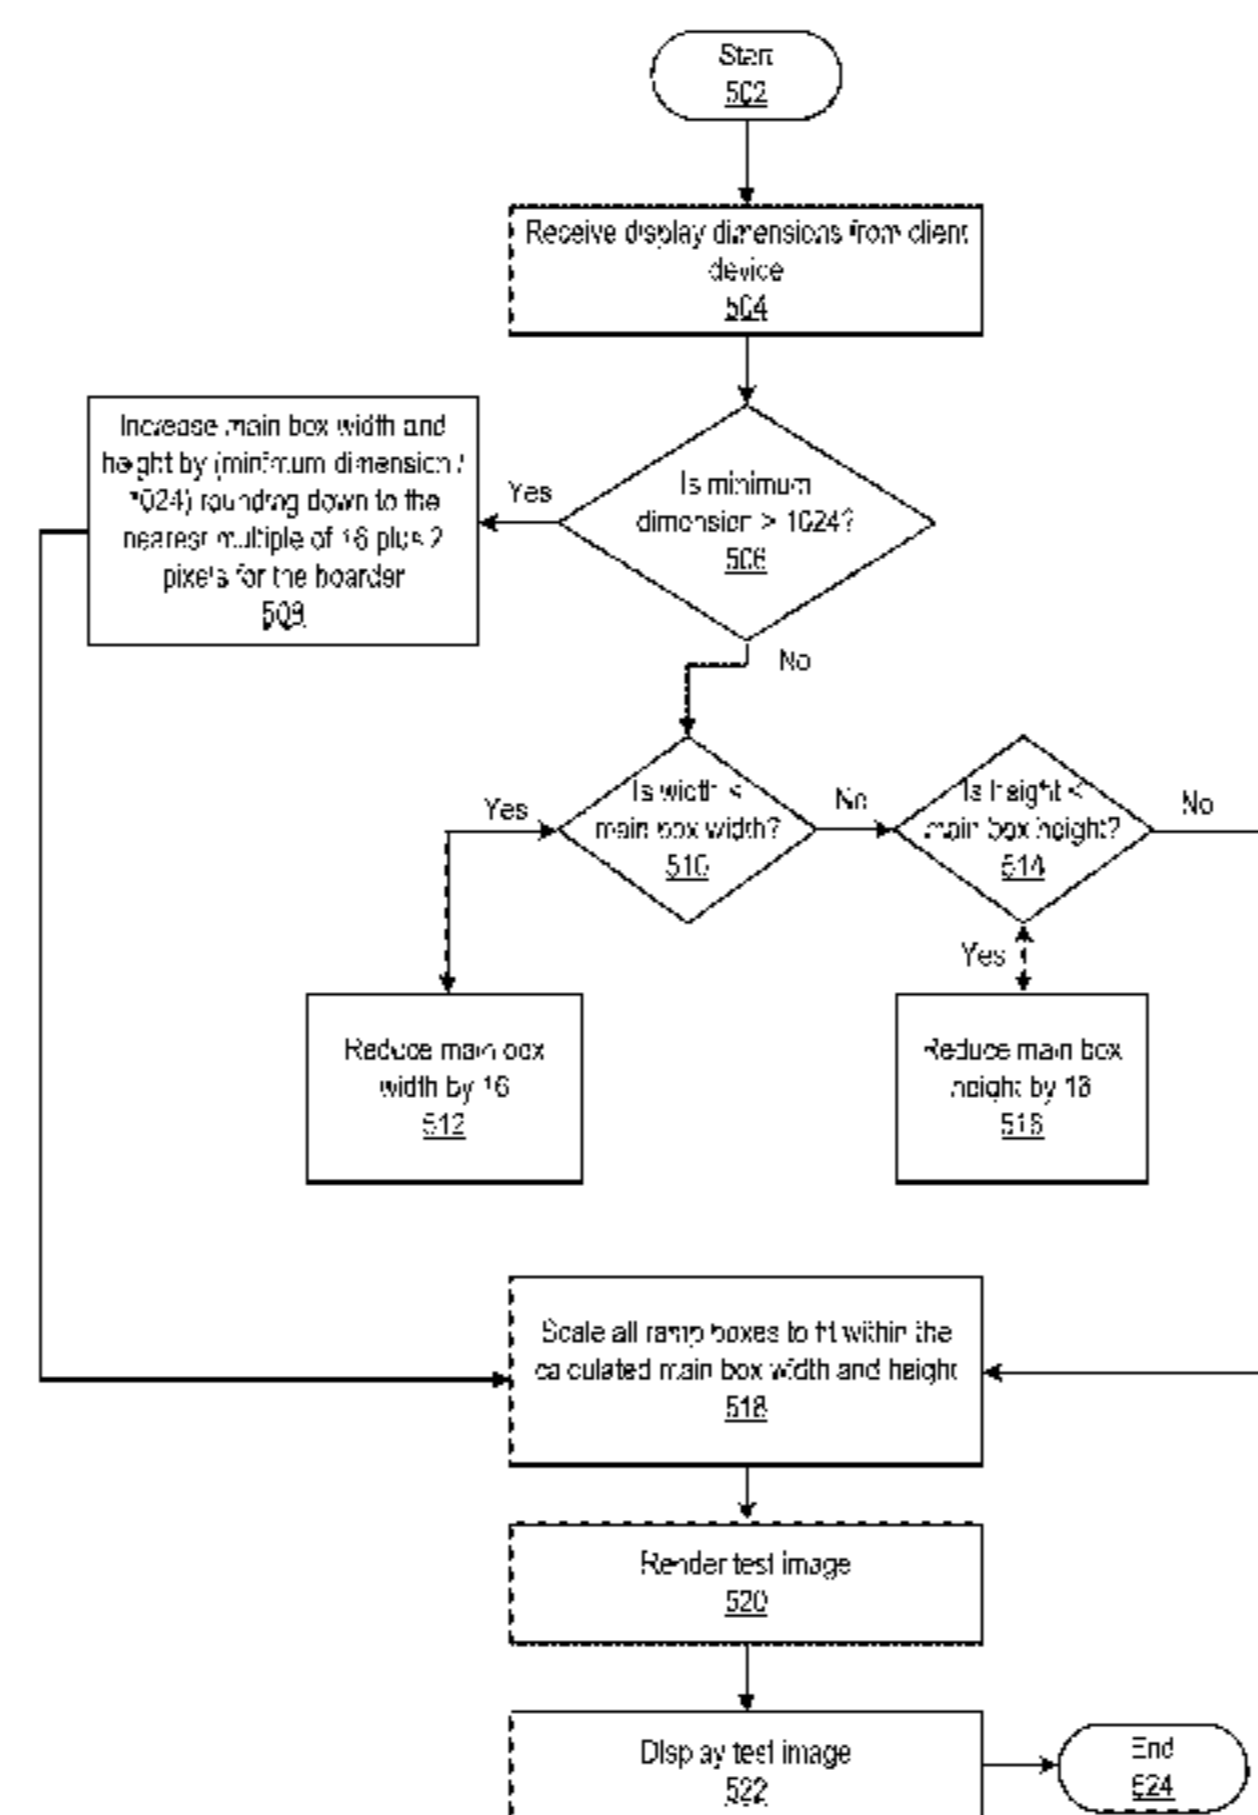 Start
502
Receive display dimensions from client
device
504
Increase main box width and
height by (minimum dimension /
1024) rounding down to the
nearest multiple of 16 plus 2
pixels for the boarder
508
Yes
Is minimum
dimension > 1024?
506
No
Yes
Is width <
main box width?
510
No
Is height <
main box height?
514
No
Yes
Reduce main box
width by 16
512
Reduce main box
height by 16
516
Scale all ramp boxes to fit within the
calculated main box width and height
518
Render test image
520
Display test image
522
End
524